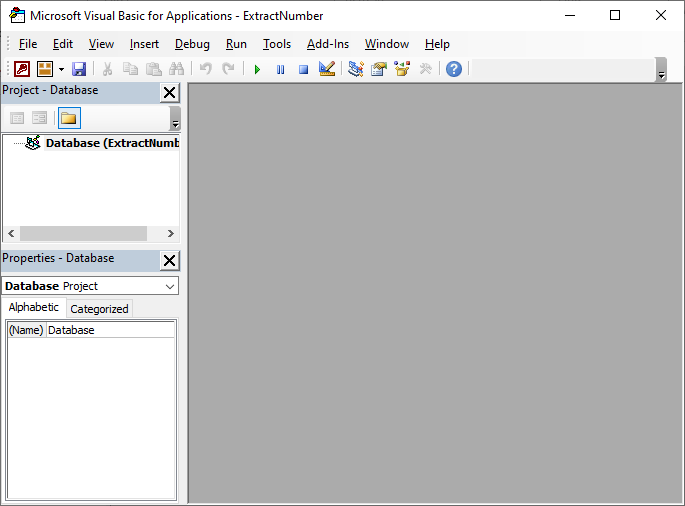 Microsoft Visual Basic for Applications - ExtractNumber
File Edit View Insert Debug Run Tools Add-Ins Window Help
Project - Database
Database (ExtractNumb
Properties - Database
Database Project
Alphabetic Categorized
(Name) Database